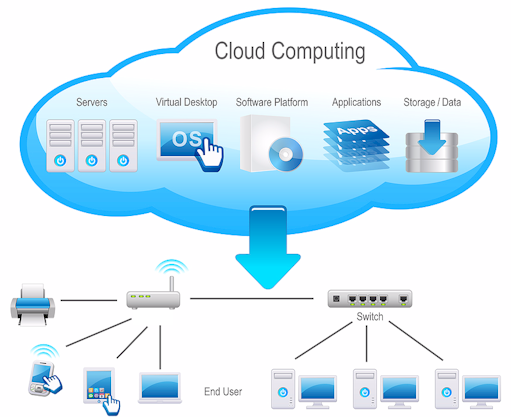 Cloud Computing
Servers
Virtual Desktop
Software Platform
Applications
Storage / Data
OS
Apps
Switch
End User